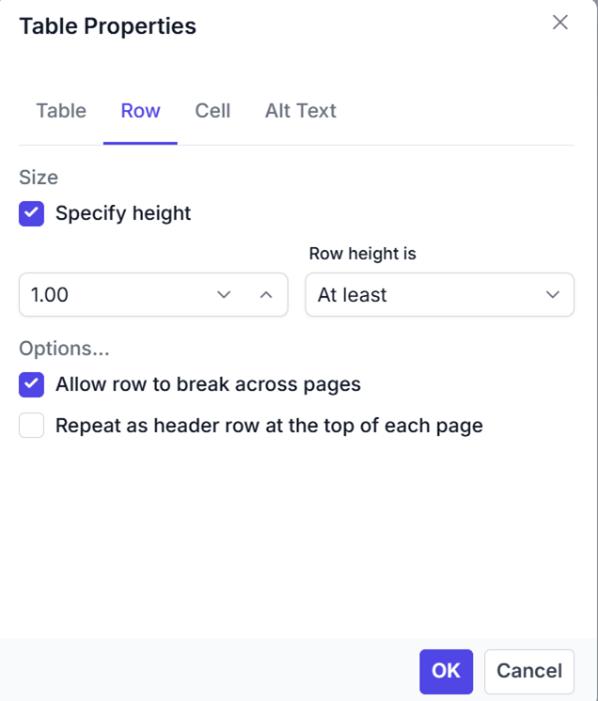 Table Properties
Table Row Cell Alt Text
Size
Specify height
Row height is
1.00 At least
Options...
Allow row to break across pages
Repeat as header row at the top of each page
OK Cancel